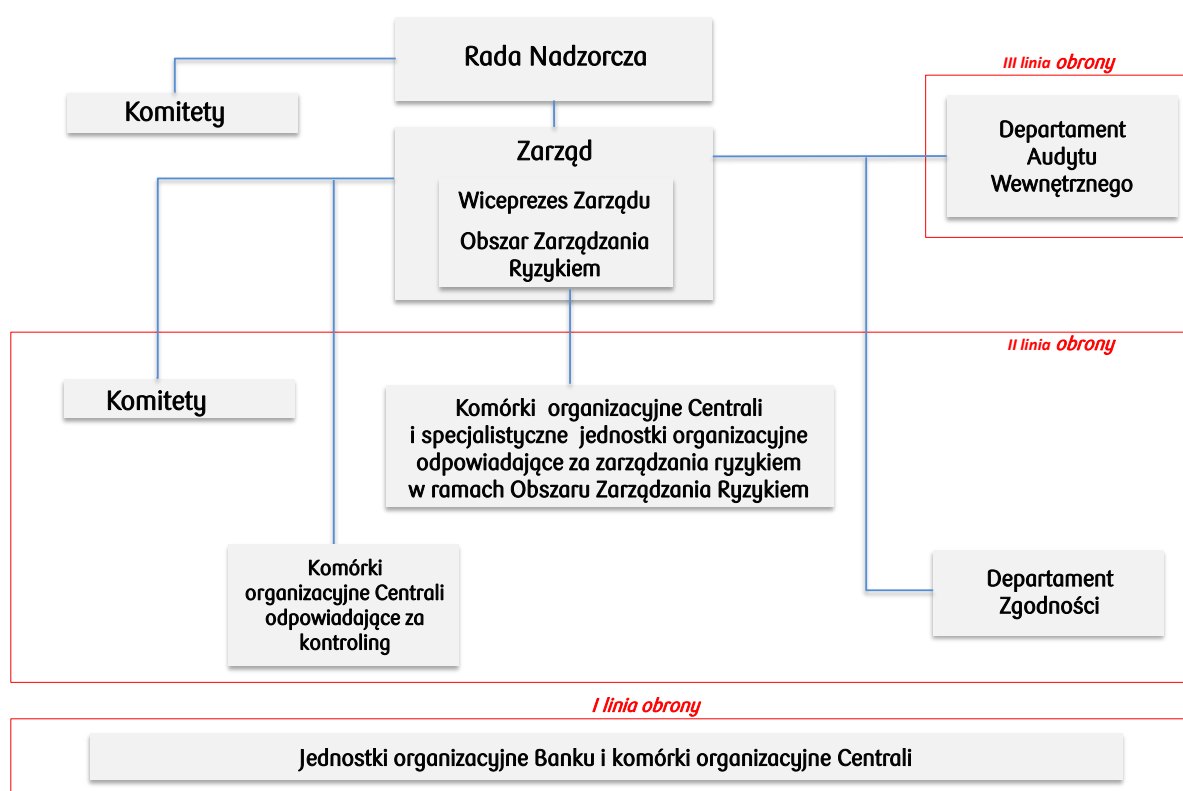 Rada Nadzorcza
Komitety
III linia obrony
Departament
Audytu
Wewnętrznego
Zarząd
Wiceprezes Zarządu
Obszar Zarządzania
Ryzykiem
II linia obrony
Komitety
Komórki organizacyjne Centrali
i specjalistyczne jednostki organizacyjne
odpowiadające za zarządzania ryzykiem
w ramach Obszaru Zarządzania Ryzykiem
Komórki
organizacyjne Centrali
odpowiadające za
kontroling
Departament
Zgodności
I linia obrony
Jednostki organizacyjne Banku i komórki organizacyjne Centrali